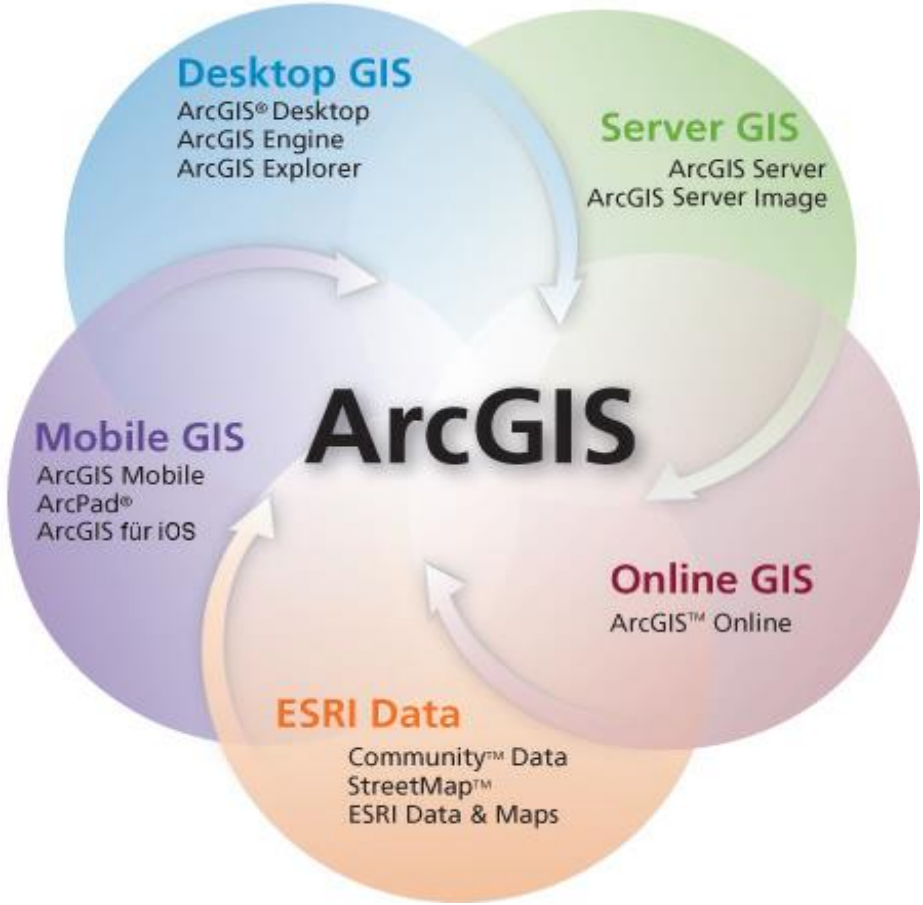 Desktop GIS
ArcGIS® Desktop
ArcGIS Engine
ArcGIS Explorer
Server GIS
ArcGIS Server
ArcGIS Server Image
ArcGIS
Mobile GIS
ArcGIS Mobile
ArcPad®
ArcGIS für iOS
Online GIS
ArcGIS™ Online
ESRI Data
Community™ Data
StreetMap™
ESRI Data & Maps